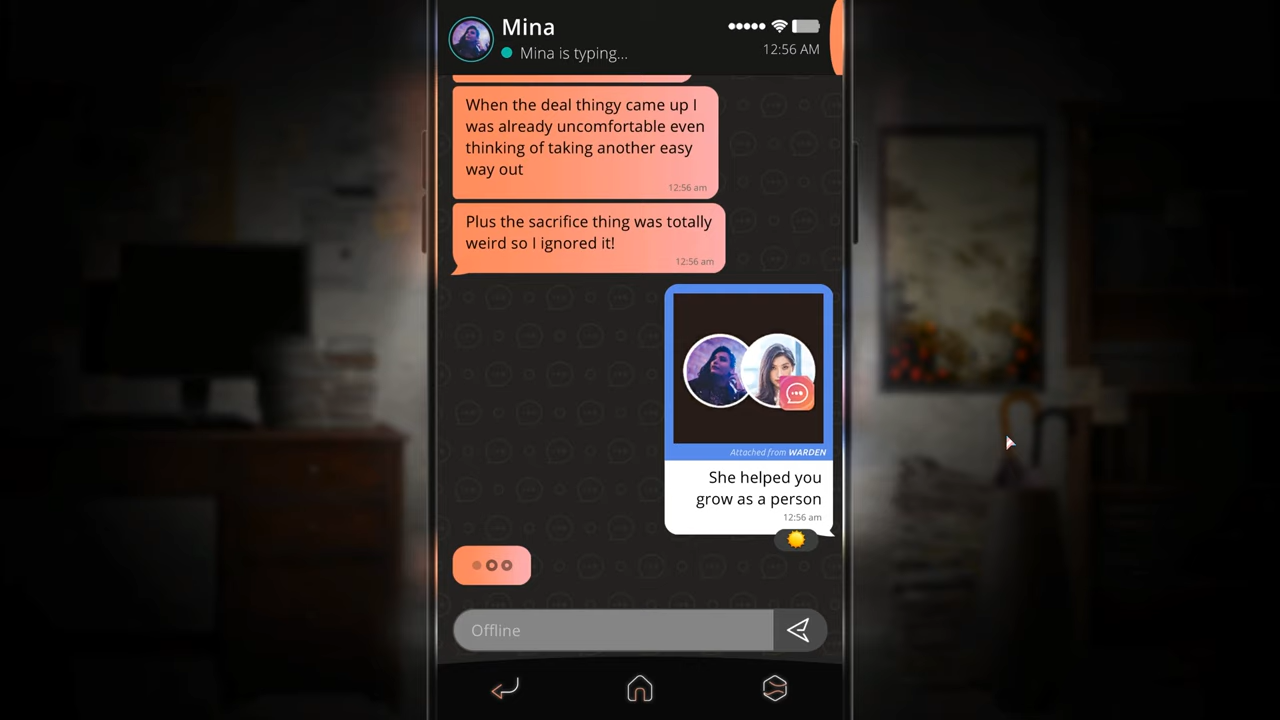 Mina
Mina is typing...
12:56 AM
When the deal thingy came up I
was already uncomfortable even
thinking of taking another easy
way out
12:56 am
Plus the sacrifice thing was totally
weird so I ignored it!
12:56 am
Attached from WARDEN
She helped you
grow as a person
12:56 am
Offline